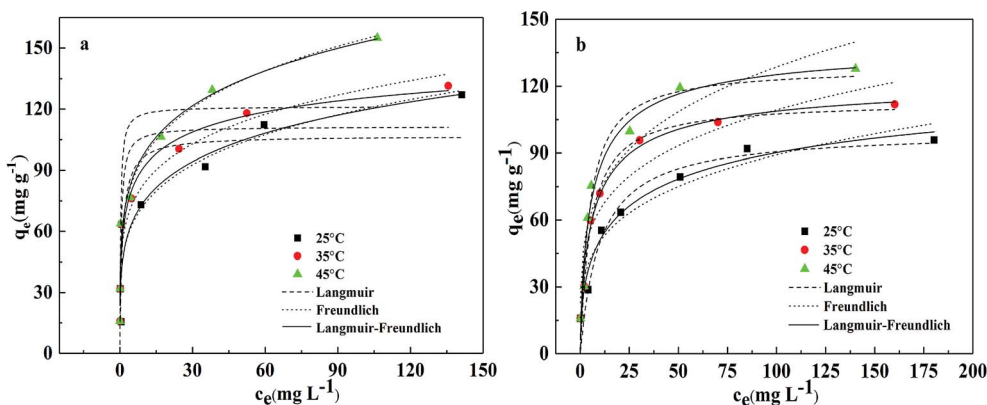 a
150
120
90
60
30
0
qe(mg g-1)
25°C
35°C
45°C
Langmuir
Freundlich
Langmuir-Freundlich
0 30 60 90 120 150
ce(mg L-1)
b
150
120
90
60
30
0
qe(mg g-1)
25°C
35°C
45°C
Langmuir
Freundlich
Langmuir-Freundlich
0 25 50 75 100 125 150 175 200
ce(mg L-1)